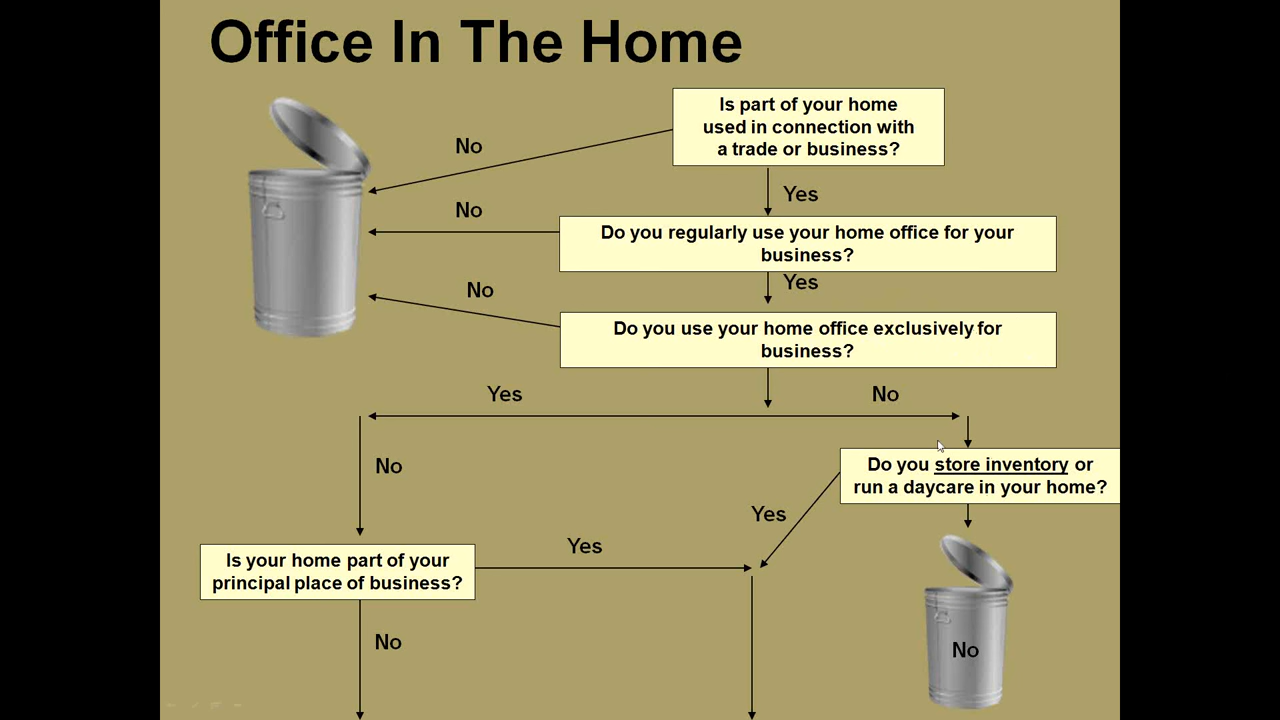 Office In The Home
Is part of your home
used in connection with
a trade or business?
No
Yes
No
Do you regularly use your home office for your
business?
Yes
No
Do you use your home office exclusively for
business?
Yes
No
No
Do you store inventory or
run a daycare in your home?
Yes
Yes
Is your home part of your
principal place of business?
No
No